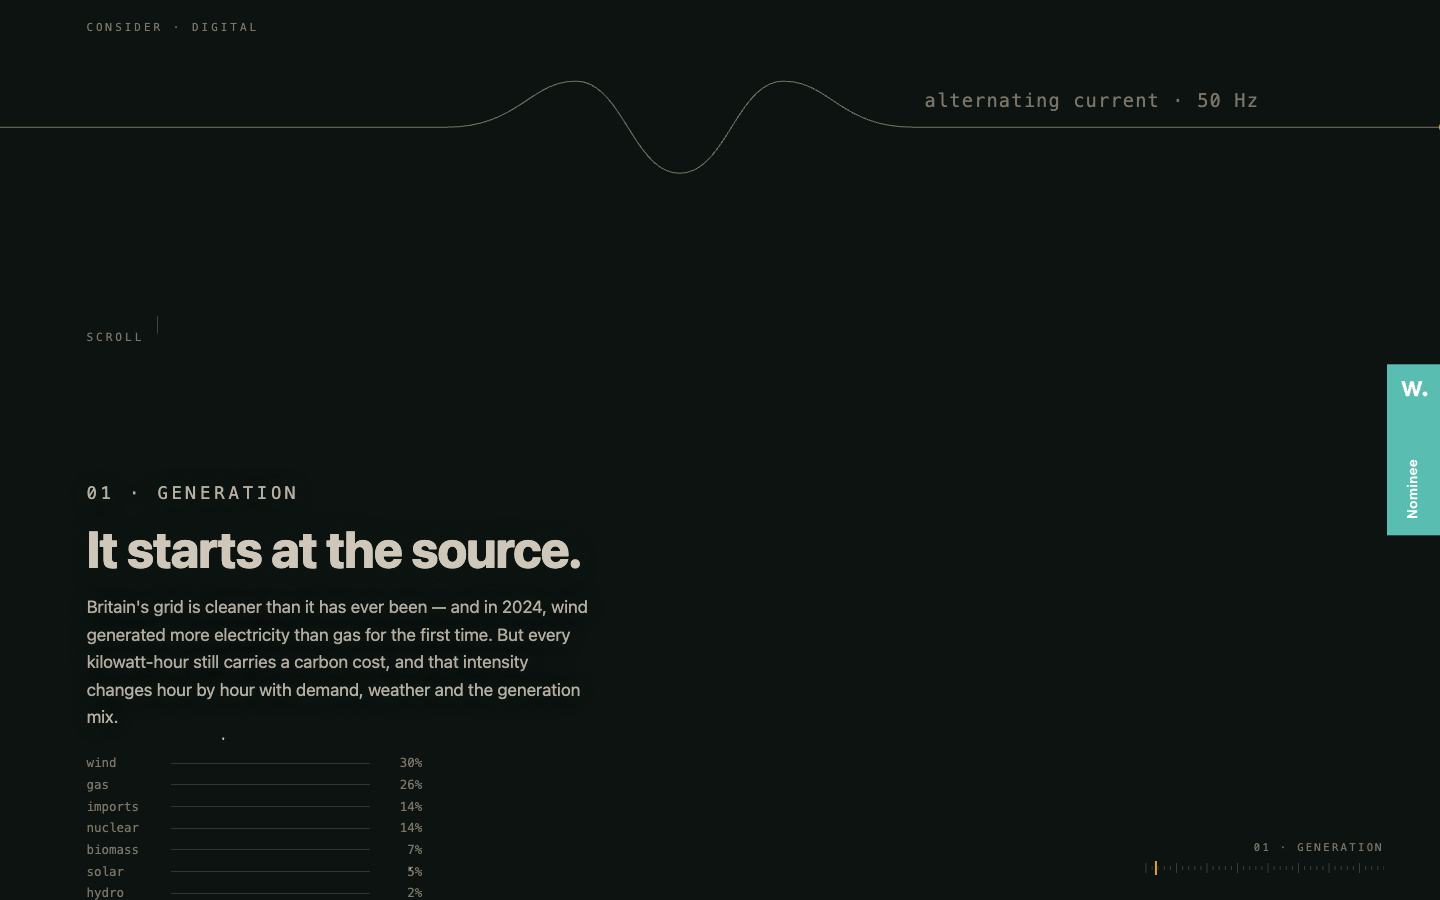 CONSIDER · DIGITAL
alternating current · 50 Hz
SCROLL
W.
Nominee
01 · GENERATION
It starts at the source.
Britain's grid is cleaner than it has ever been — and in 2024, wind
generated more electricity than gas for the first time. But every
kilowatt-hour still carries a carbon cost, and that intensity
changes hour by hour with demand, weather and the generation
mix.
wind 30%
gas 26%
imports 14%
nuclear 14%
biomass 7%
solar 5%
hydro 2%
01 · GENERATION